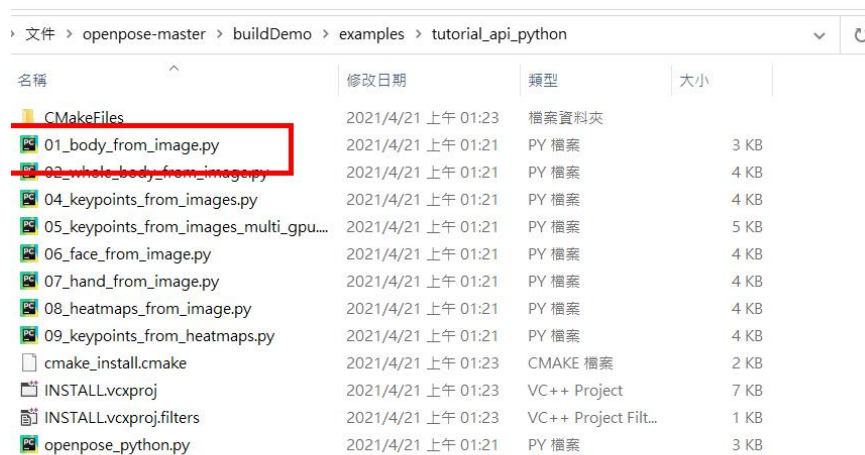 文件 > openpose-master > buildDemo > examples > tutorial_api_python
名稱 修改日期 類型 大小
CMakeFiles 2021/4/21 上午 01:23 檔案資料夾
01_body_from_image.py 2021/4/21 上午 01:21 PY 檔案 3 KB
02_whole_body_from_image.py 2021/4/21 上午 01:21 PY 檔案 4 KB
04_keypoints_from_images.py 2021/4/21 上午 01:21 PY 檔案 4 KB
05_keypoints_from_images_multi_gpu.... 2021/4/21 上午 01:21 PY 檔案 5 KB
06_face_from_image.py 2021/4/21 上午 01:21 PY 檔案 4 KB
07_hand_from_image.py 2021/4/21 上午 01:21 PY 檔案 4 KB
08_heatmaps_from_image.py 2021/4/21 上午 01:21 PY 檔案 4 KB
09_keypoints_from_heatmaps.py 2021/4/21 上午 01:21 PY 檔案 4 KB
cmake_install.cmake 2021/4/21 上午 01:23 CMAKE 檔案 2 KB
INSTALL.vcxproj 2021/4/21 上午 01:23 VC++ Project 7 KB
INSTALL.vcxproj.filters 2021/4/21 上午 01:23 VC++ Project Filt... 1 KB
openpose_python.py 2021/4/21 上午 01:21 PY 檔案 3 KB